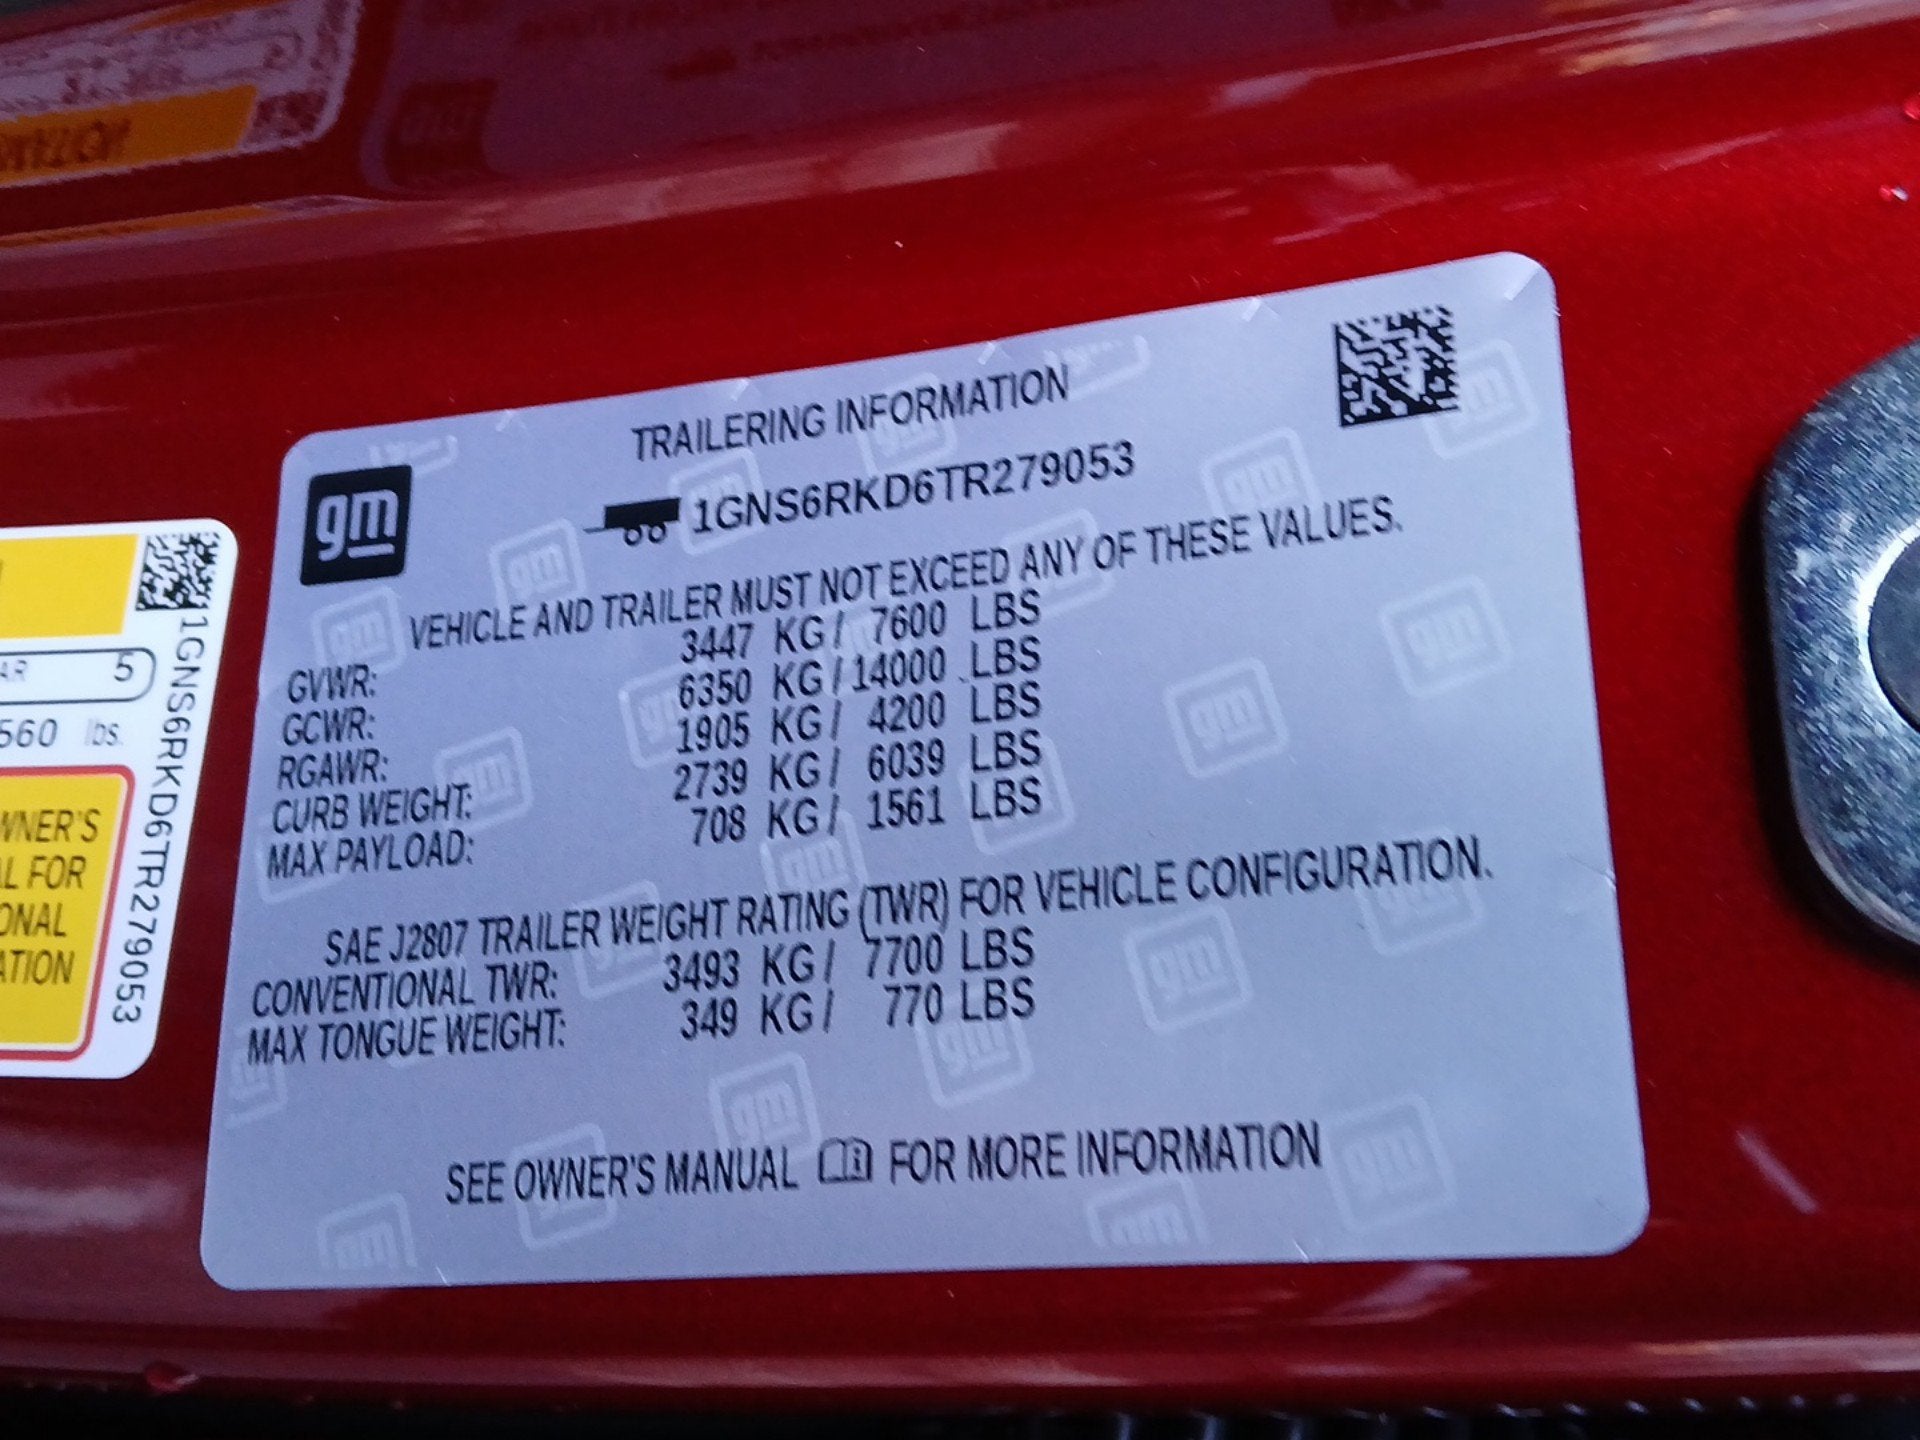 gm
TRAILERING INFORMATION
1GNS6RKD6TR279053
VEHICLE AND TRAILER MUST NOT EXCEED ANY OF THESE VALUES.
GVWR: 3447 KG / 7600 LBS
GCWR: 6350 KG / 14000 LBS
RGAWR: 1905 KG / 4200 LBS
CURB WEIGHT: 2739 KG / 6039 LBS
MAX PAYLOAD: 708 KG / 1561 LBS
SAE J2807 TRAILER WEIGHT RATING (TWR) FOR VEHICLE CONFIGURATION.
CONVENTIONAL TWR: 3493 KG / 7700 LBS
MAX TONGUE WEIGHT: 349 KG / 770 LBS
SEE OWNER'S MANUAL FOR MORE INFORMATION
5
560 lbs.
FOR
1GNS6RKD6TR279053